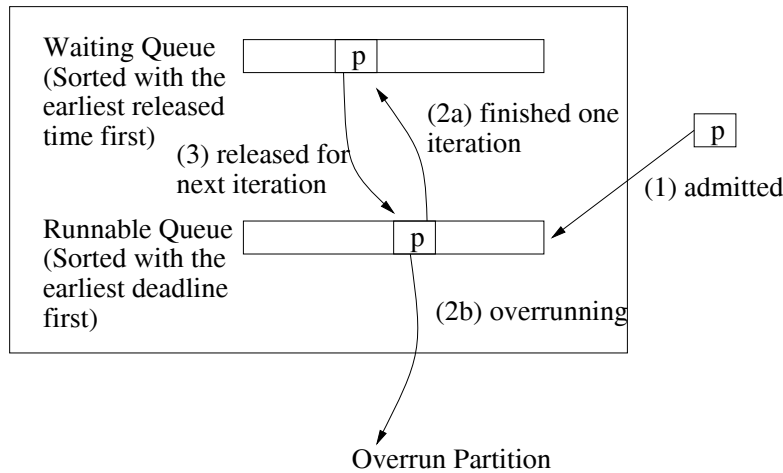 Waiting Queue
(Sorted with the
earliest released
time first)
p
(2a) finished one
iteration
p
(3) released for
next iteration
(1) admitted
Runnable Queue
(Sorted with the
earliest deadline
first)
p
(2b) overrunning
Overrun Partition